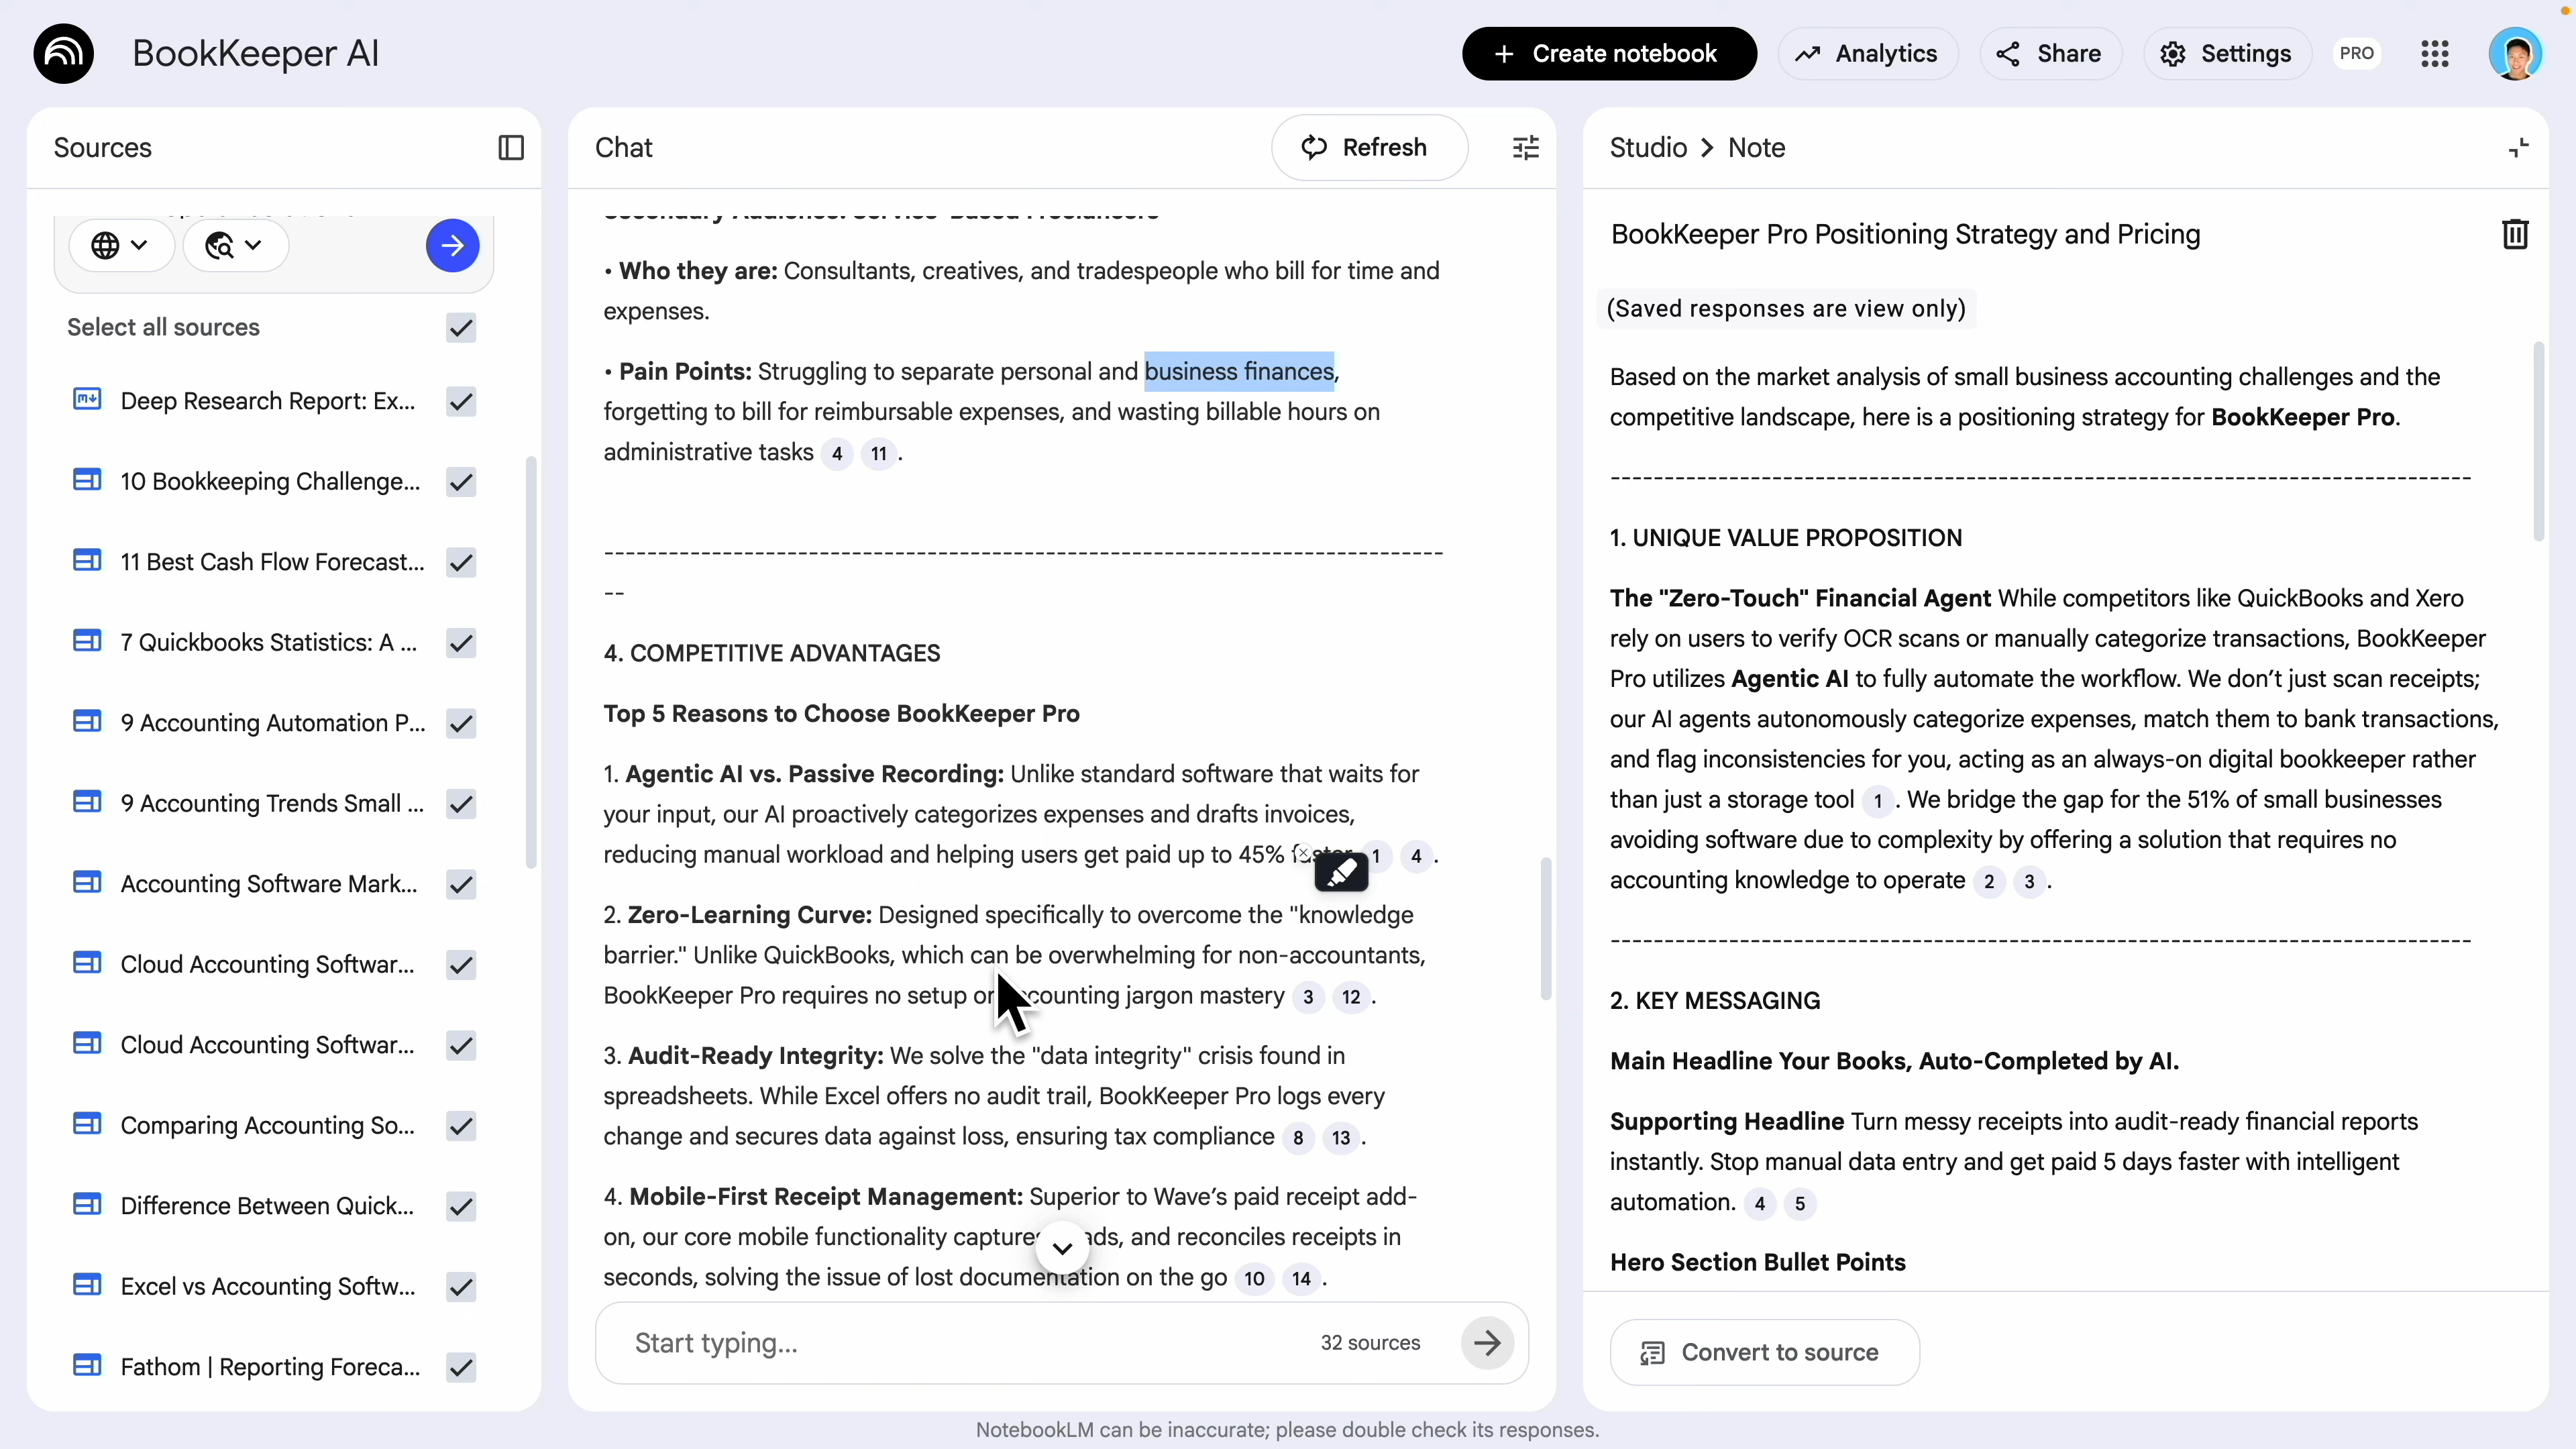 BookKeeper AI
+ Create notebook
Analytics
Share
Settings
PRO
Sources
Select all sources
Deep Research Report: Ex...
10 Bookkeeping Challenge...
11 Best Cash Flow Forecast...
7 Quickbooks Statistics: A ...
9 Accounting Automation P...
9 Accounting Trends Small ...
Accounting Software Mark...
Cloud Accounting Softwar...
Cloud Accounting Softwar...
Comparing Accounting So...
Difference Between Quick...
Excel vs Accounting Softw...
Fathom | Reporting Foreca...
Chat
Refresh
Secondary Audience: Service-Based Freelancers
• Who they are: Consultants, creatives, and tradespeople who bill for time and
expenses.
• Pain Points: Struggling to separate personal and business finances,
forgetting to bill for reimbursable expenses, and wasting billable hours on
administrative tasks 4 11 .
--------------------------------------------------------------------------------
--
4. COMPETITIVE ADVANTAGES
Top 5 Reasons to Choose BookKeeper Pro
1. Agentic AI vs. Passive Recording: Unlike standard software that waits for
your input, our AI proactively categorizes expenses and drafts invoices,
reducing manual workload and helping users get paid up to 45% faster 1 4 .
2. Zero-Learning Curve: Designed specifically to overcome the "knowledge
barrier." Unlike QuickBooks, which can be overwhelming for non-accountants,
BookKeeper Pro requires no setup or accounting jargon mastery 3 12 .
3. Audit-Ready Integrity: We solve the "data integrity" crisis found in
spreadsheets. While Excel offers no audit trail, BookKeeper Pro logs every
change and secures data against loss, ensuring tax compliance 8 13 .
4. Mobile-First Receipt Management: Superior to Wave's paid receipt add-
on, our core mobile functionality captures, reads, and reconciles receipts in
seconds, solving the issue of lost documentation on the go 10 14 .
Start typing...
32 sources
Studio > Note
BookKeeper Pro Positioning Strategy and Pricing
(Saved responses are view only)
Based on the market analysis of small business accounting challenges and the
competitive landscape, here is a positioning strategy for BookKeeper Pro.
--------------------------------------------------------------------------------
1. UNIQUE VALUE PROPOSITION
The "Zero-Touch" Financial Agent While competitors like QuickBooks and Xero
rely on users to verify OCR scans or manually categorize transactions, BookKeeper
Pro utilizes Agentic AI to fully automate the workflow. We don’t just scan receipts;
our AI agents autonomously categorize expenses, match them to bank transactions,
and flag inconsistencies for you, acting as an always-on digital bookkeeper rather
than just a storage tool 1 . We bridge the gap for the 51% of small businesses
avoiding software due to complexity by offering a solution that requires no
accounting knowledge to operate 2 3 .
--------------------------------------------------------------------------------
2. KEY MESSAGING
Main Headline Your Books, Auto-Completed by AI.
Supporting Headline Turn messy receipts into audit-ready financial reports
instantly. Stop manual data entry and get paid 5 days faster with intelligent
automation. 4 5
Hero Section Bullet Points
Convert to source
NotebookLM can be inaccurate; please double check its responses.